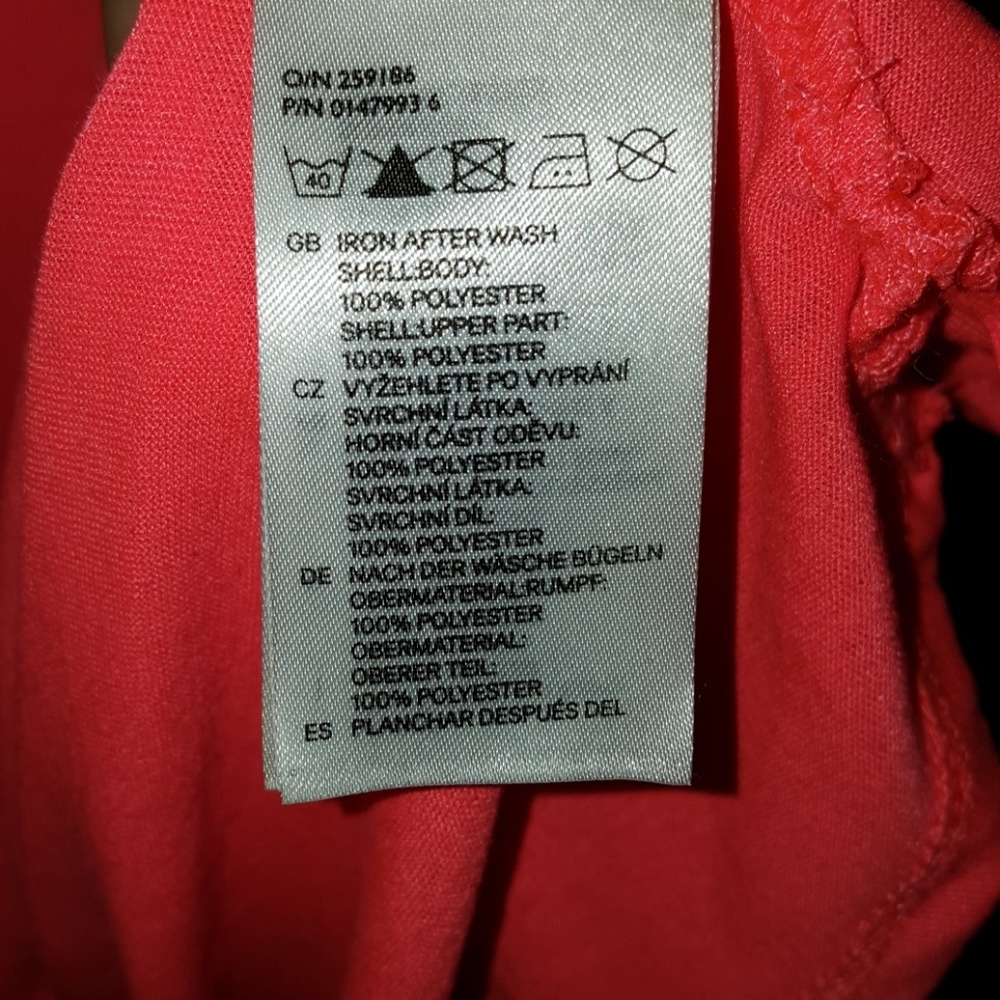 O/N 259186
P/N 0147993 6
40
GB IRON AFTER WASH
SHELL:BODY:
100% POLYESTER
SHELL:UPPER PART:
100% POLYESTER
CZ VYŽEHLETE PO VYPRÁNÍ
SVRCHNÍ LÁTKA:
HORNÍ ČÁST ODĚVU:
100% POLYESTER
SVRCHNÍ LÁTKA:
SVRCHNÍ DÍL:
100% POLYESTER
DE NACH DER WÄSCHE BÜGELN
OBERMATERIAL:RUMPF:
100% POLYESTER
OBERMATERIAL:
OBERER TEIL:
100% POLYESTER
ES PLANCHAR DESPUÉS DEL